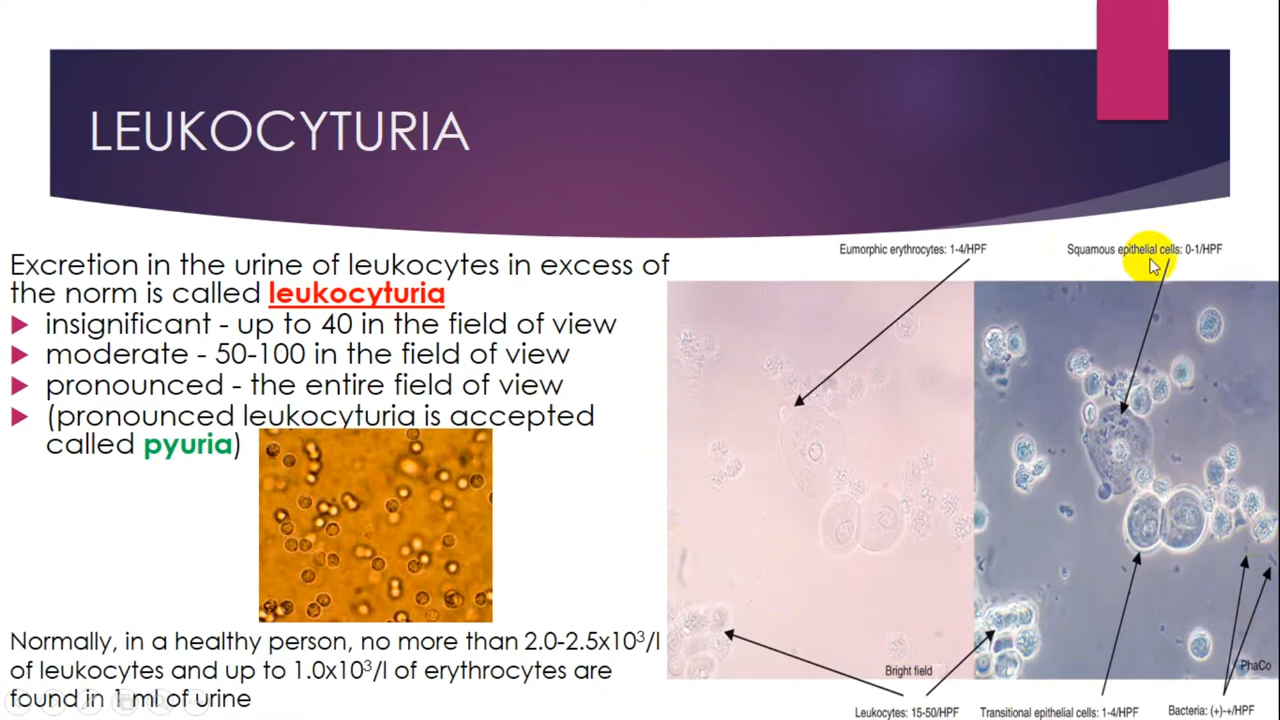 LEUKOCYTURIA
Excretion in the urine of leukocytes in excess of
the norm is called leukocyturia
insignificant - up to 40 in the field of view
moderate - 50-100 in the field of view
pronounced - the entire field of view
(pronounced leukocyturia is accepted
called pyuria)
Normally, in a healthy person, no more than 2.0-2.5x10³/l
of leukocytes and up to 1.0x10³/l of erythrocytes are
found in 1 ml of urine
Eumorphic erythrocytes: 1-4/HPF
Squamous epithelial cells: 0-1/HPF
Bright field
PhaCo
Leukocytes: 15-50/HPF
Transitional epithelial cells: 1-4/HPF
Bacteria: (+)-+/HPF